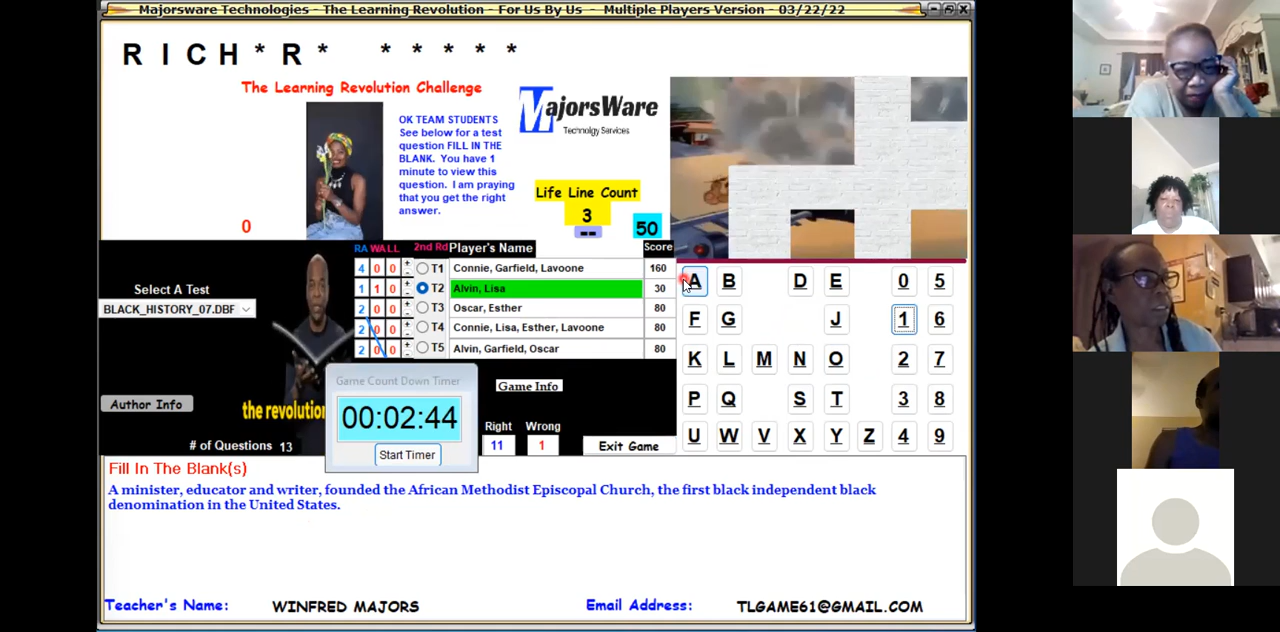 Majorsware Technologies - The Learning Revolution - For Us By Us - Multiple Players Version - 03/22/22
R I C H * R * * * * * *
The Learning Revolution Challenge
OK TEAM STUDENTS
See below for a test
question FILL IN THE
BLANK. You have 1
minute to view this
question. I am praying
that you get the right
answer.
MajorsWare
Technolgy Services
Life Line Count
3
--
50
0
RA WALL 2nd Rd Player's Name Score
4 0 0 + - T1 Connie, Garfield, Lavoone 160
1 1 0 + - T2 Alvin, Lisa 30
2 0 0 + - T3 Oscar, Esther 80
2 0 0 + - T4 Connie, Lisa, Esther, Lavoone 80
2 0 0 + - T5 Alvin, Garfield, Oscar 80
Select A Test
BLACK_HISTORY_07.DBF
Author Info
the revolution
# of Questions 13
Game Count Down Timer
00:02:44
Start Timer
Game Info
Right Wrong
11 1
Exit Game
A B D E 0 5
F G J 1 6
K L M N O 2 7
P Q S T 3 8
U W V X Y Z 4 9
Fill In The Blank(s)
A minister, educator and writer, founded the African Methodist Episcopal Church, the first black independent black
denomination in the United States.
Teacher's Name: WINFRED MAJORS Email Address: TLGAME61@GMAIL.COM